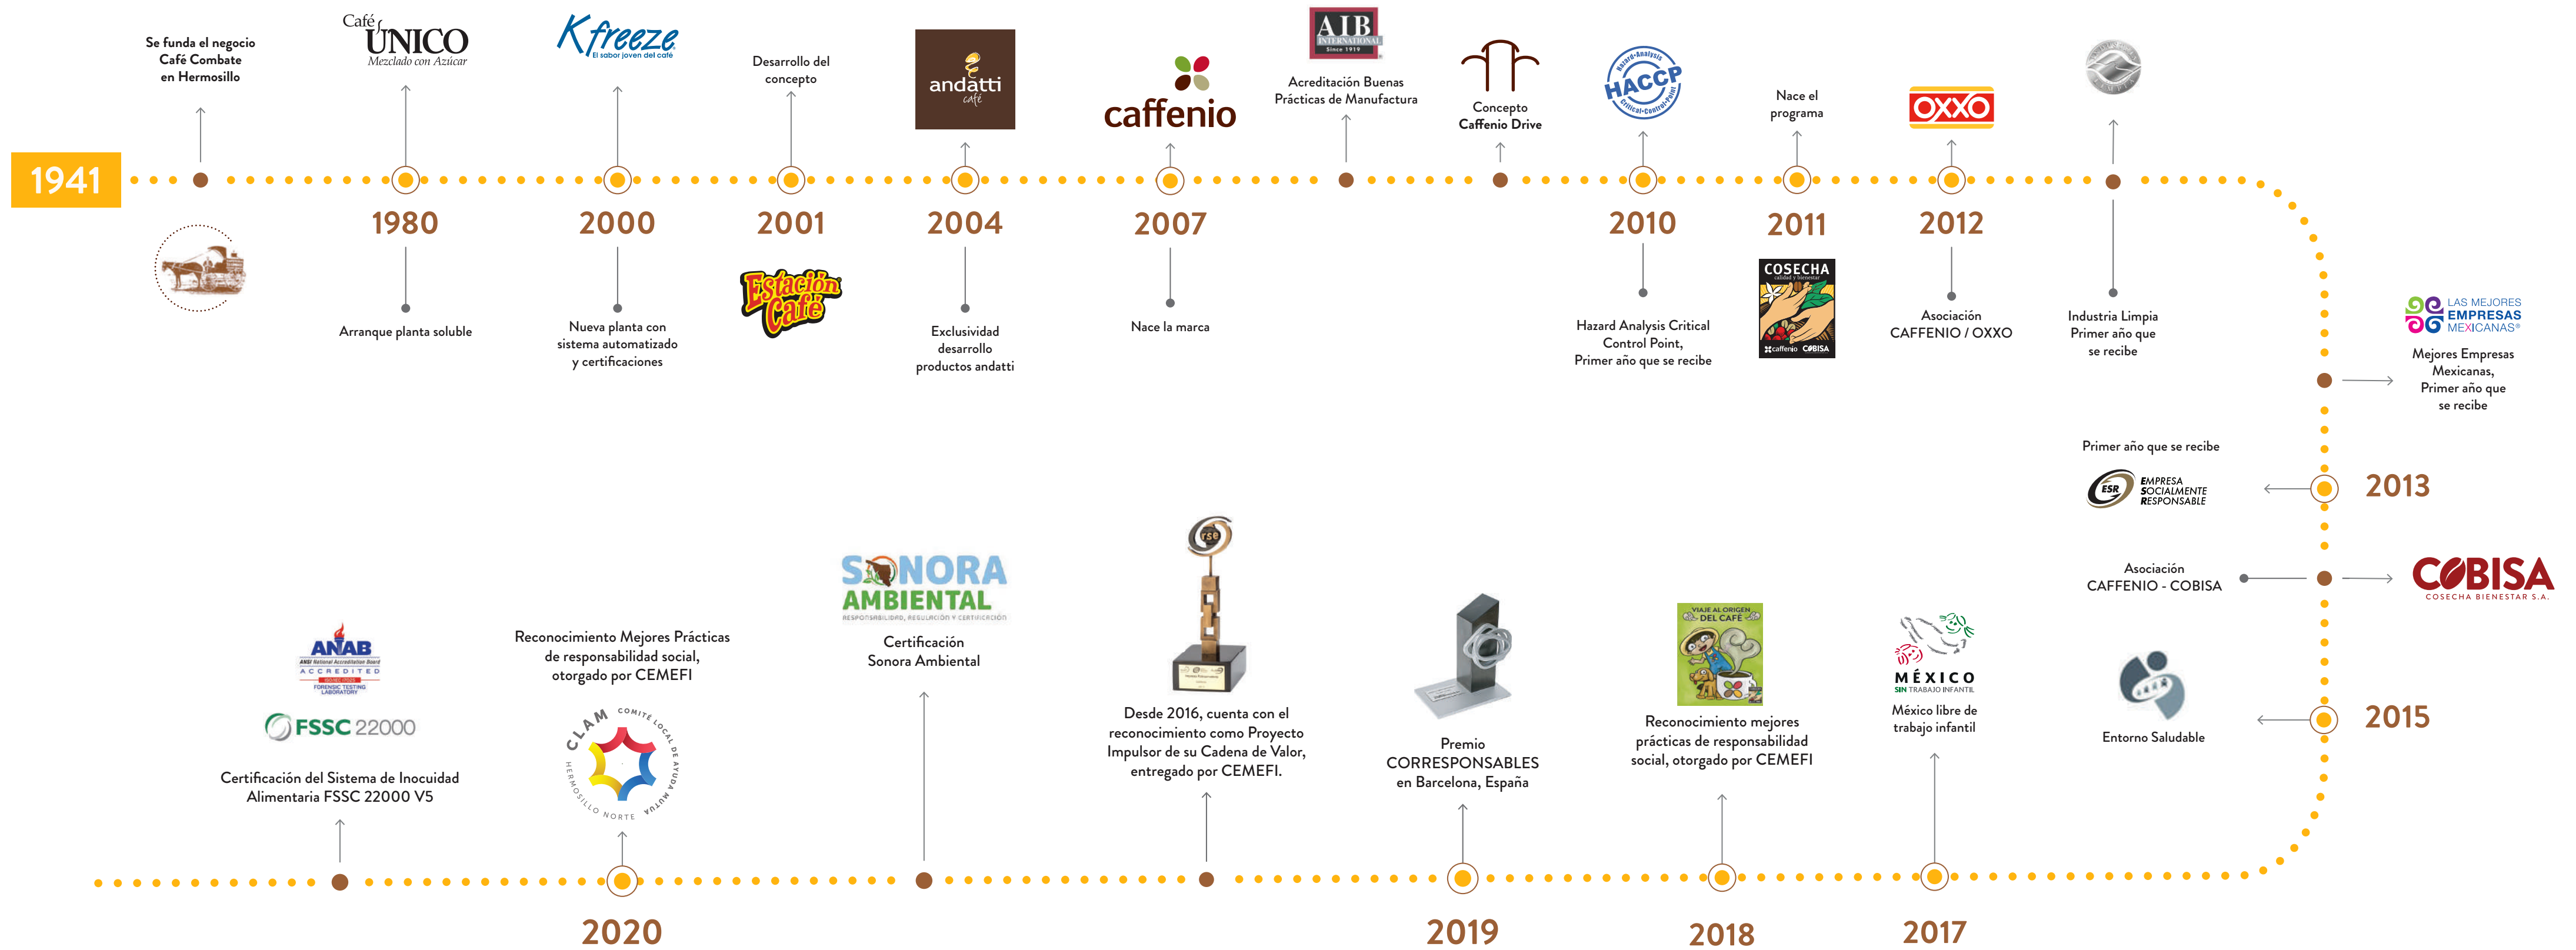 1941
Se funda el negocio
Café Combate
en Hermosillo
Café
ÚNICO
Mezclado con Azúcar
1980
Arranque planta soluble
Kfreeze
El sabor joven del café
2000
Nueva planta con
sistema automatizado
y certificaciones
Desarrollo del
concepto
2001
Estación
Café
andatti
café
2004
Exclusividad
desarrollo
productos andatti
caffenio
2007
Nace la marca
AIB
INTERNATIONAL
Since 1919
Acreditación Buenas
Prácticas de Manufactura
Concepto
Caffenio Drive
Hazard•Analysis
HACCP
Critical•Control•Point
2010
Hazard Analysis Critical
Control Point,
Primer año que se recibe
Nace el
programa
2011
COSECHA
calidad y bienestar
caffenio COBISA
OXXO
2012
Asociación
CAFFENIO / OXXO
Industria Limpia
Primer año que
se recibe
LAS MEJORES
EMPRESAS
MEXICANAS®
Mejores Empresas
Mexicanas,
Primer año que
se recibe
Primer año que se recibe
ESR
EMPRESA
SOCIALMENTE
RESPONSABLE
2013
Asociación
CAFFENIO - COBISA
COBISA
COSECHA BIENESTAR S.A.
Entorno Saludable
2015
MÉXICO
SIN TRABAJO INFANTIL
México libre de
trabajo infantil
2017
VIAJE AL ORIGEN
DEL CAFÉ
Reconocimiento mejores
prácticas de responsabilidad
social, otorgado por CEMEFI
2018
Premio
CORRESPONSABLES
en Barcelona, España
2019
rse
Desde 2016, cuenta con el
reconocimiento como Proyecto
Impulsor de su Cadena de Valor,
entregado por CEMEFI.
SONORA
AMBIENTAL
RESPONSABILIDAD, REGULACIÓN Y CERTIFICACIÓN
Certificación
Sonora Ambiental
Reconocimiento Mejores Prácticas
de responsabilidad social,
otorgado por CEMEFI
CLAM COMITÉ LOCAL DE AYUDA MUTUA
HERMOSILLO NORTE
2020
ANAB
ANSI National Accreditation Board
ACCREDITED
FORENSIC TESTING
LABORATORY
FSSC 22000
Certificación del Sistema de Inocuidad
Alimentaria FSSC 22000 V5